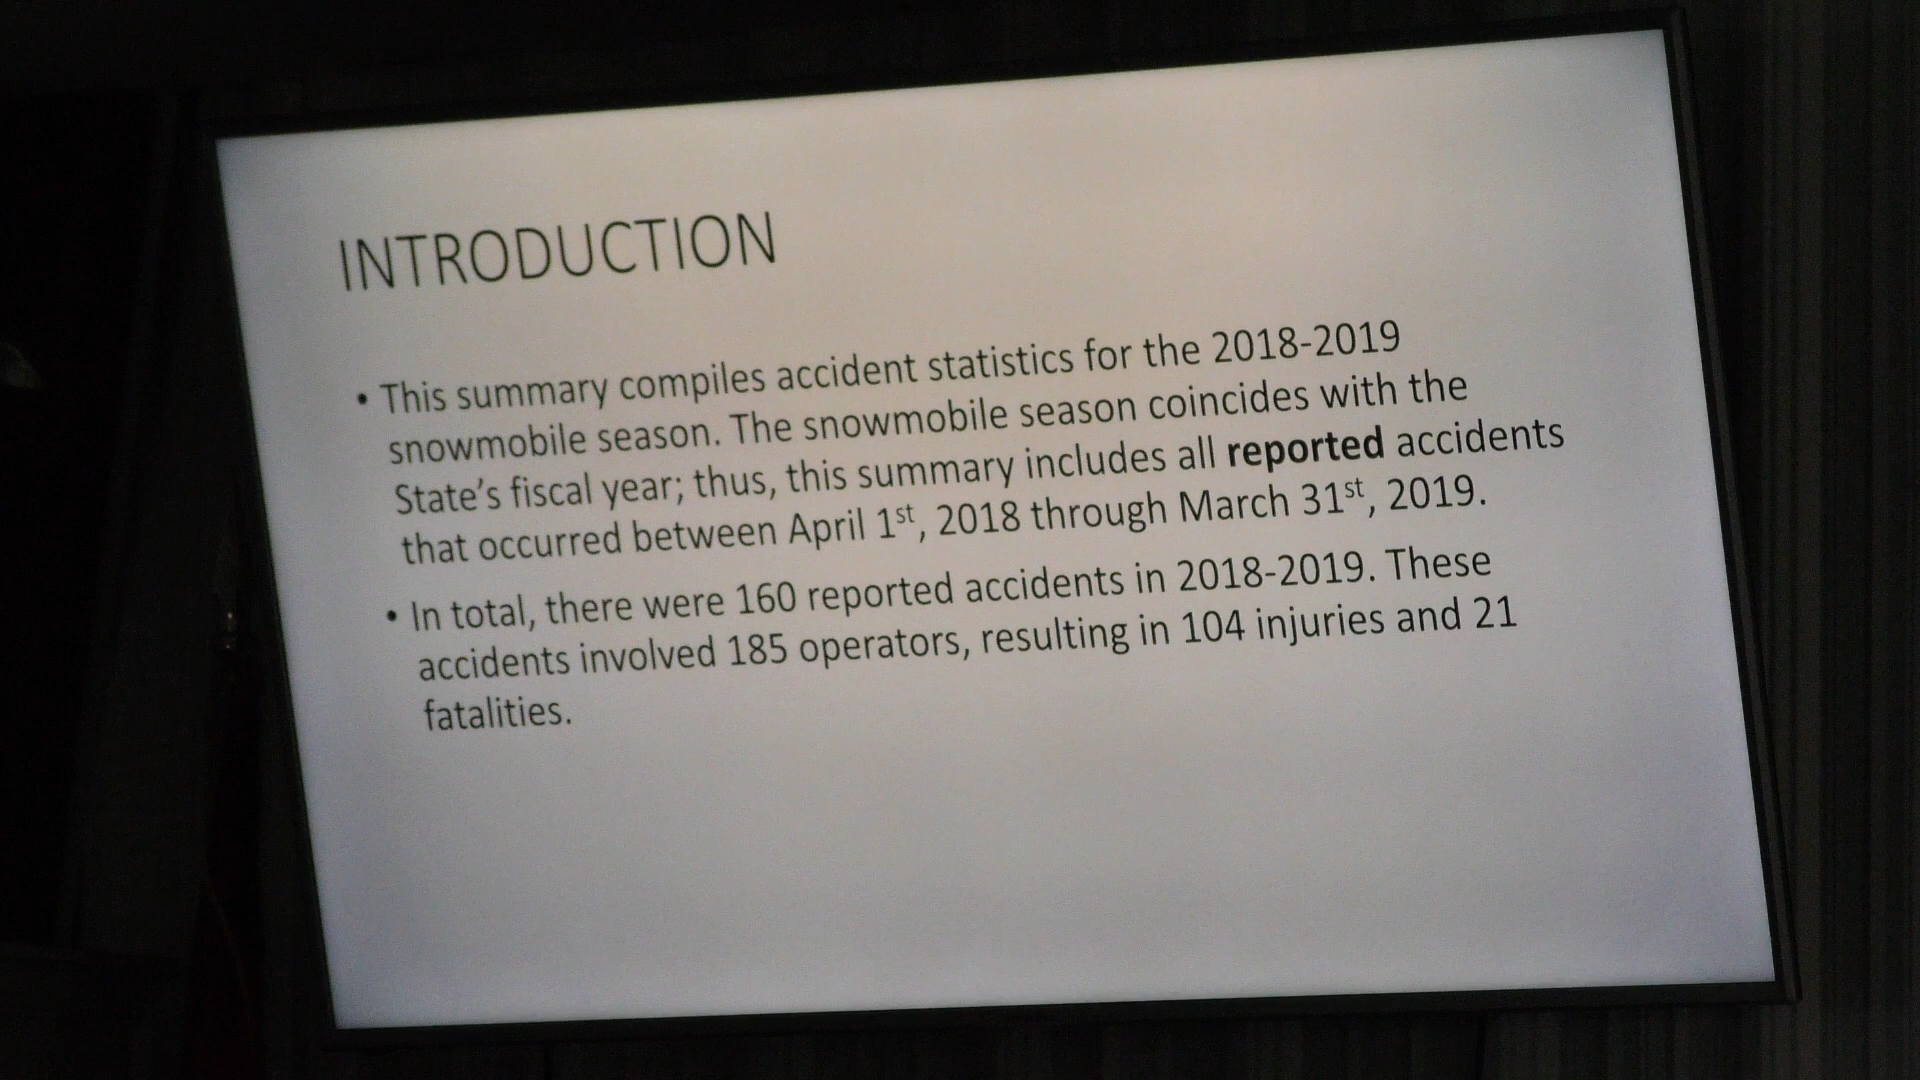 INTRODUCTION
• This summary compiles accident statistics for the 2018-2019
snowmobile season. The snowmobile season coincides with the
State’s fiscal year; thus, this summary includes all reported accidents
that occurred between April 1st, 2018 through March 31st, 2019.
• In total, there were 160 reported accidents in 2018-2019. These
accidents involved 185 operators, resulting in 104 injuries and 21
fatalities.